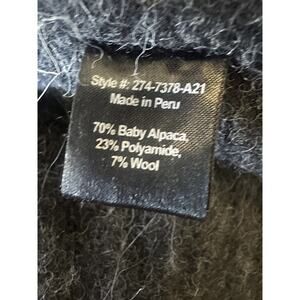 Style #: 274-7378-A21
Made in Peru
70% Baby Alpaca,
23% Polyamide,
7% Wool